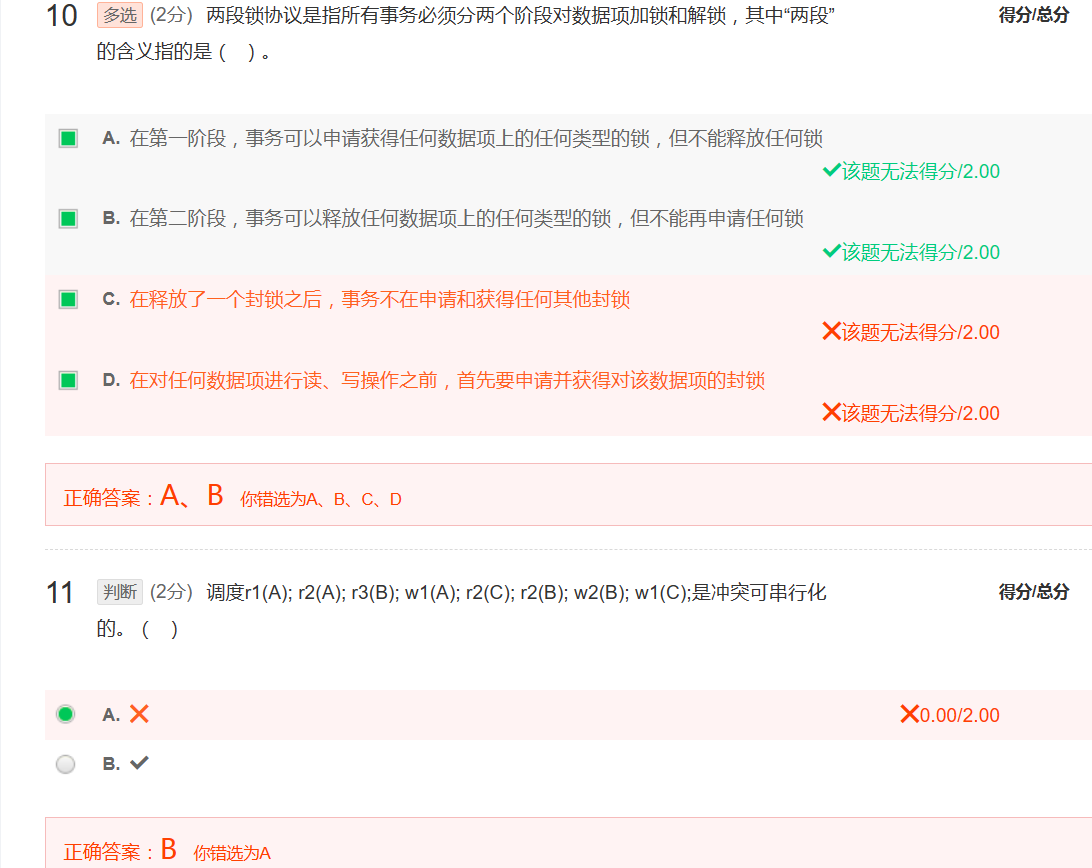 10 多选 (2分) 两段锁协议是指所有事务必须分两个阶段对数据项加锁和解锁，其中“两段” 得分/总分
的含义指的是（ ）。
A. 在第一阶段，事务可以申请获得任何数据项上的任何类型的锁，但不能释放任何锁
该题无法得分/2.00
B. 在第二阶段，事务可以释放任何数据项上的任何类型的锁，但不能再申请任何锁
该题无法得分/2.00
C. 在释放了一个封锁之后，事务不在申请和获得任何其他封锁
该题无法得分/2.00
D. 在对任何数据项进行读、写操作之前，首先要申请并获得对该数据项的封锁
该题无法得分/2.00
正确答案：A、B 你错选为A、B、C、D
11 判断 (2分) 调度r1(A); r2(A); r3(B); w1(A); r2(C); r2(B); w2(B); w1(C);是冲突可串行化 得分/总分
的。（ ）
A. 0.00/2.00
B.
正确答案：B 你错选为A